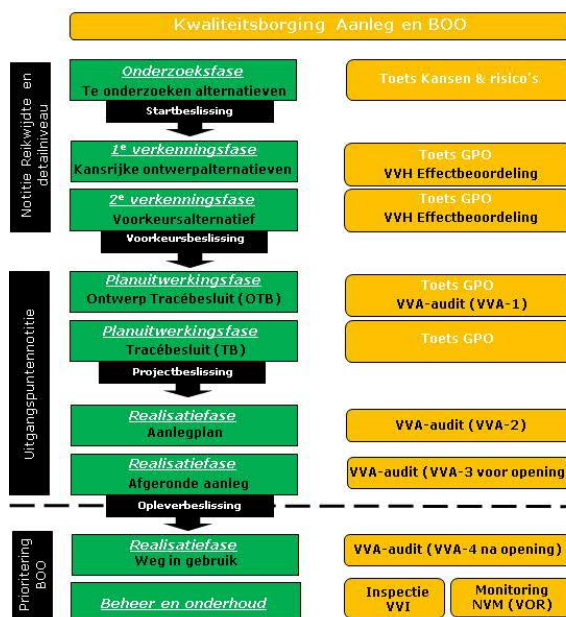 Kwaliteitsborging Aanleg en BOO
Notitie Reikwijdte en
detailniveau
Onderzoeksfase
Te onderzoeken alternatieven
Startbeslissing
Toets Kansen & risico's
1e verkenningsfase
Kansrijke ontwerpalternatieven
Toets GPO
VVH Effectbeoordeling
2e verkenningsfase
Voorkeursalternatief
Voorkeursbeslissing
Toets GPO
VVH Effectbeoordeling
Uitgangspuntennotitie
Planuitwerkingsfase
Ontwerp Tracébesluit (OTB)
Toets GPO
VVA-audit (VVA-1)
Planuitwerkingsfase
Tracébesluit (TB)
Projectbeslissing
Toets GPO
Realisatiefase
Aanlegplan
VVA-audit (VVA-2)
Realisatiefase
Afgeronde aanleg
Opleverbeslissing
VVA-audit (VVA-3 voor opening
Prioritering
BOO
Realisatiefase
Weg in gebruik
VVA-audit (VVA-4 na opening)
Beheer en onderhoud
Inspectie
VVI
Monitoring
NVM (VOR)